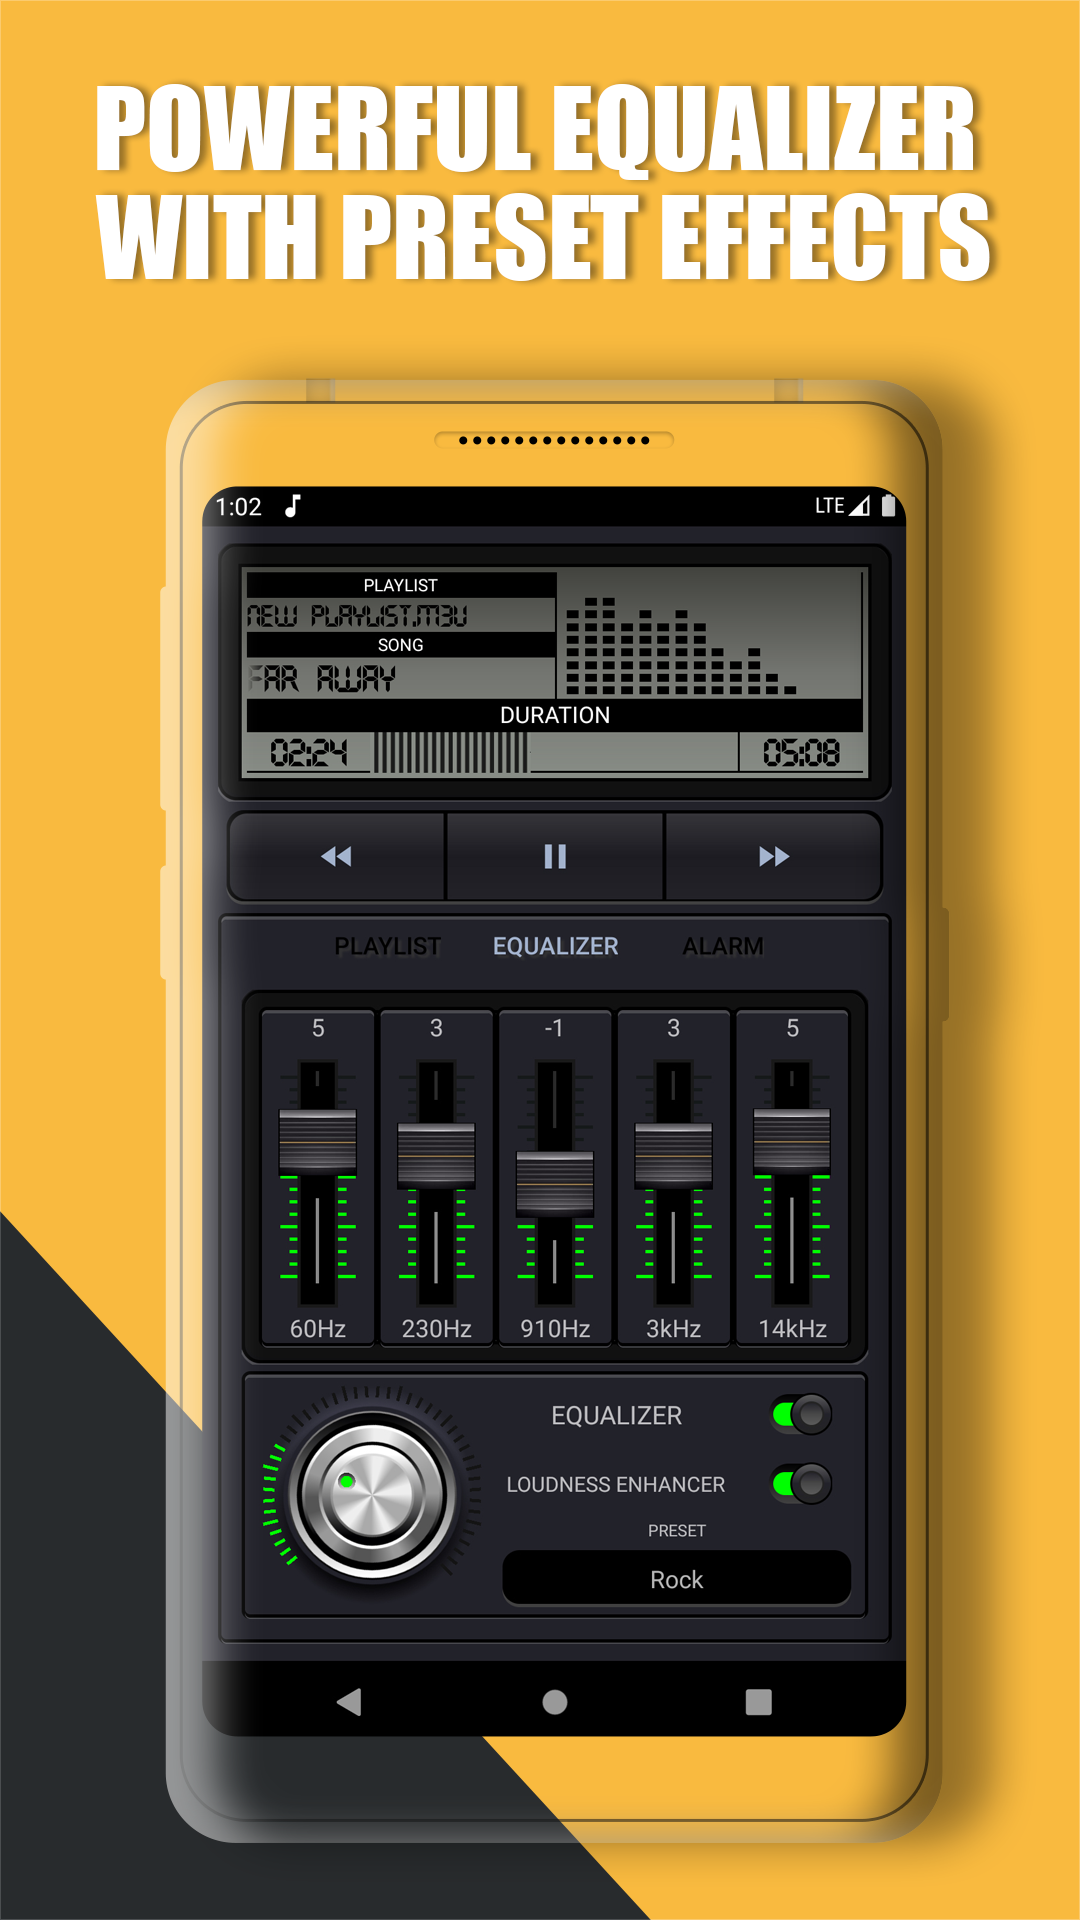 POWERFUL EQUALIZER
WITH PRESET EFFECTS
1:02
LTE
PLAYLIST
NEW PLAYLIST.M3U
SONG
FAR AWAY
DURATION
02:24
05:08
PLAYLIST EQUALIZER ALARM
5 3 -1 3 5
60Hz 230Hz 910Hz 3kHz 14kHz
EQUALIZER
LOUDNESS ENHANCER
PRESET
Rock